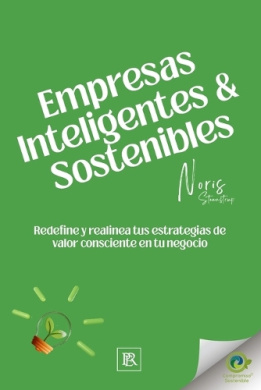 Empresas
Inteligentes &
Sostenibles
Noris
Redefine y realinea tus estrategias de
valor consciente en tu negocio